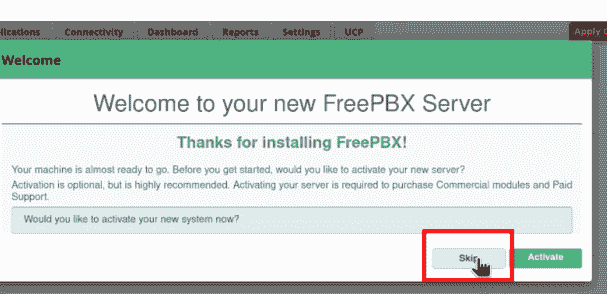 lications Connectivity Dashboard Reports Settings UCP Apply C
Welcome
Welcome to your new FreePBX Server
Thanks for installing FreePBX!
Your machine is almost ready to go. Before you get started, would you like to activate your new server?
Activation is optional, but is highly recommended. Activating your server is required to purchase Commercial modules and Paid
Support.
Would you like to activate your new system now?
Skip Activate